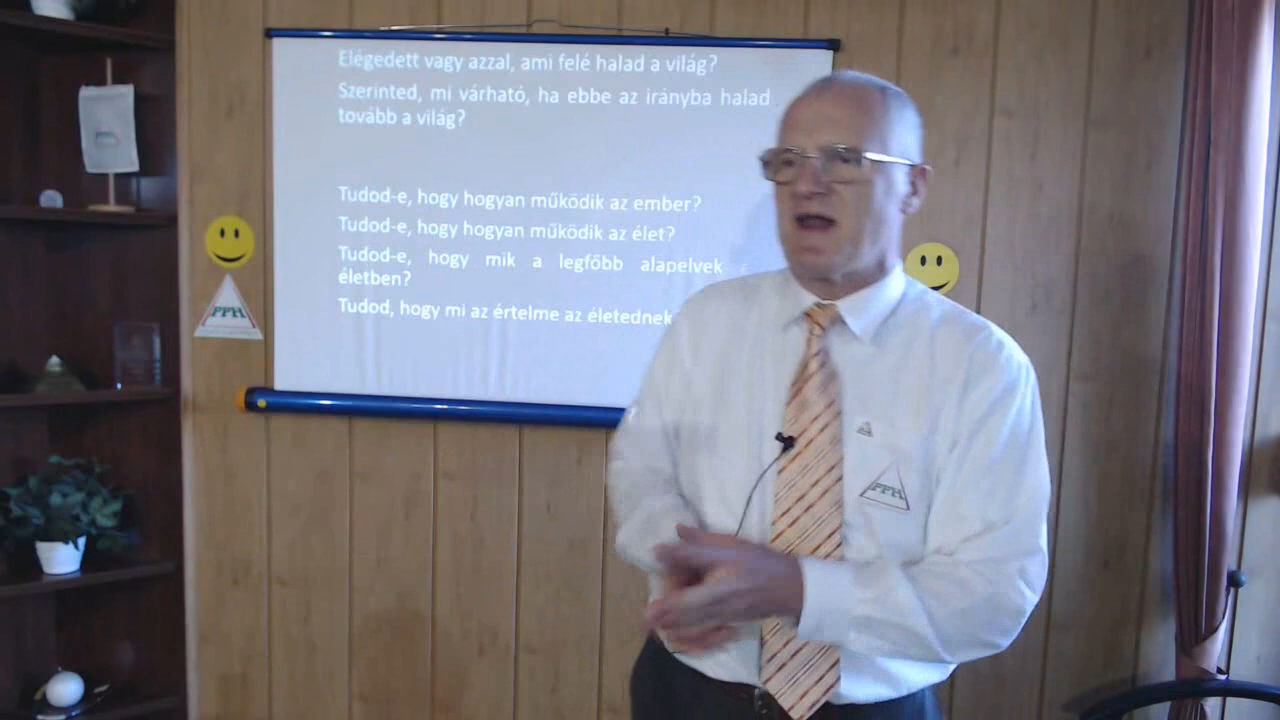 Elégedett vagy azzal, ami felé halad a világ?
Szerinted, mi várható, ha ebbe az irányba halad
tovább a világ?
Tudod-e, hogy hogyan működik az ember?
Tudod-e, hogy hogyan működik az élet?
Tudod-e, hogy mik a legfőbb alapelvek
életben?
Tudod, hogy mi az értelme az életednek
PPH
PPH